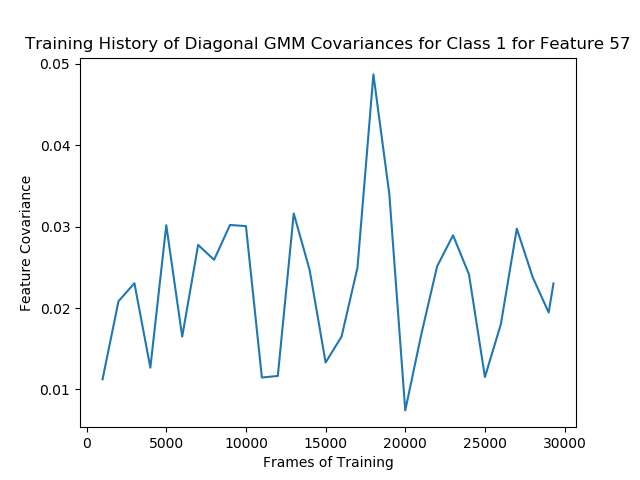 Training History of Diagonal GMM Covariances for Class 1 for Feature 57
0.05
0.04
0.03
0.02
0.01
Feature Covariance
0 5000 10000 15000 20000 25000 30000
Frames of Training